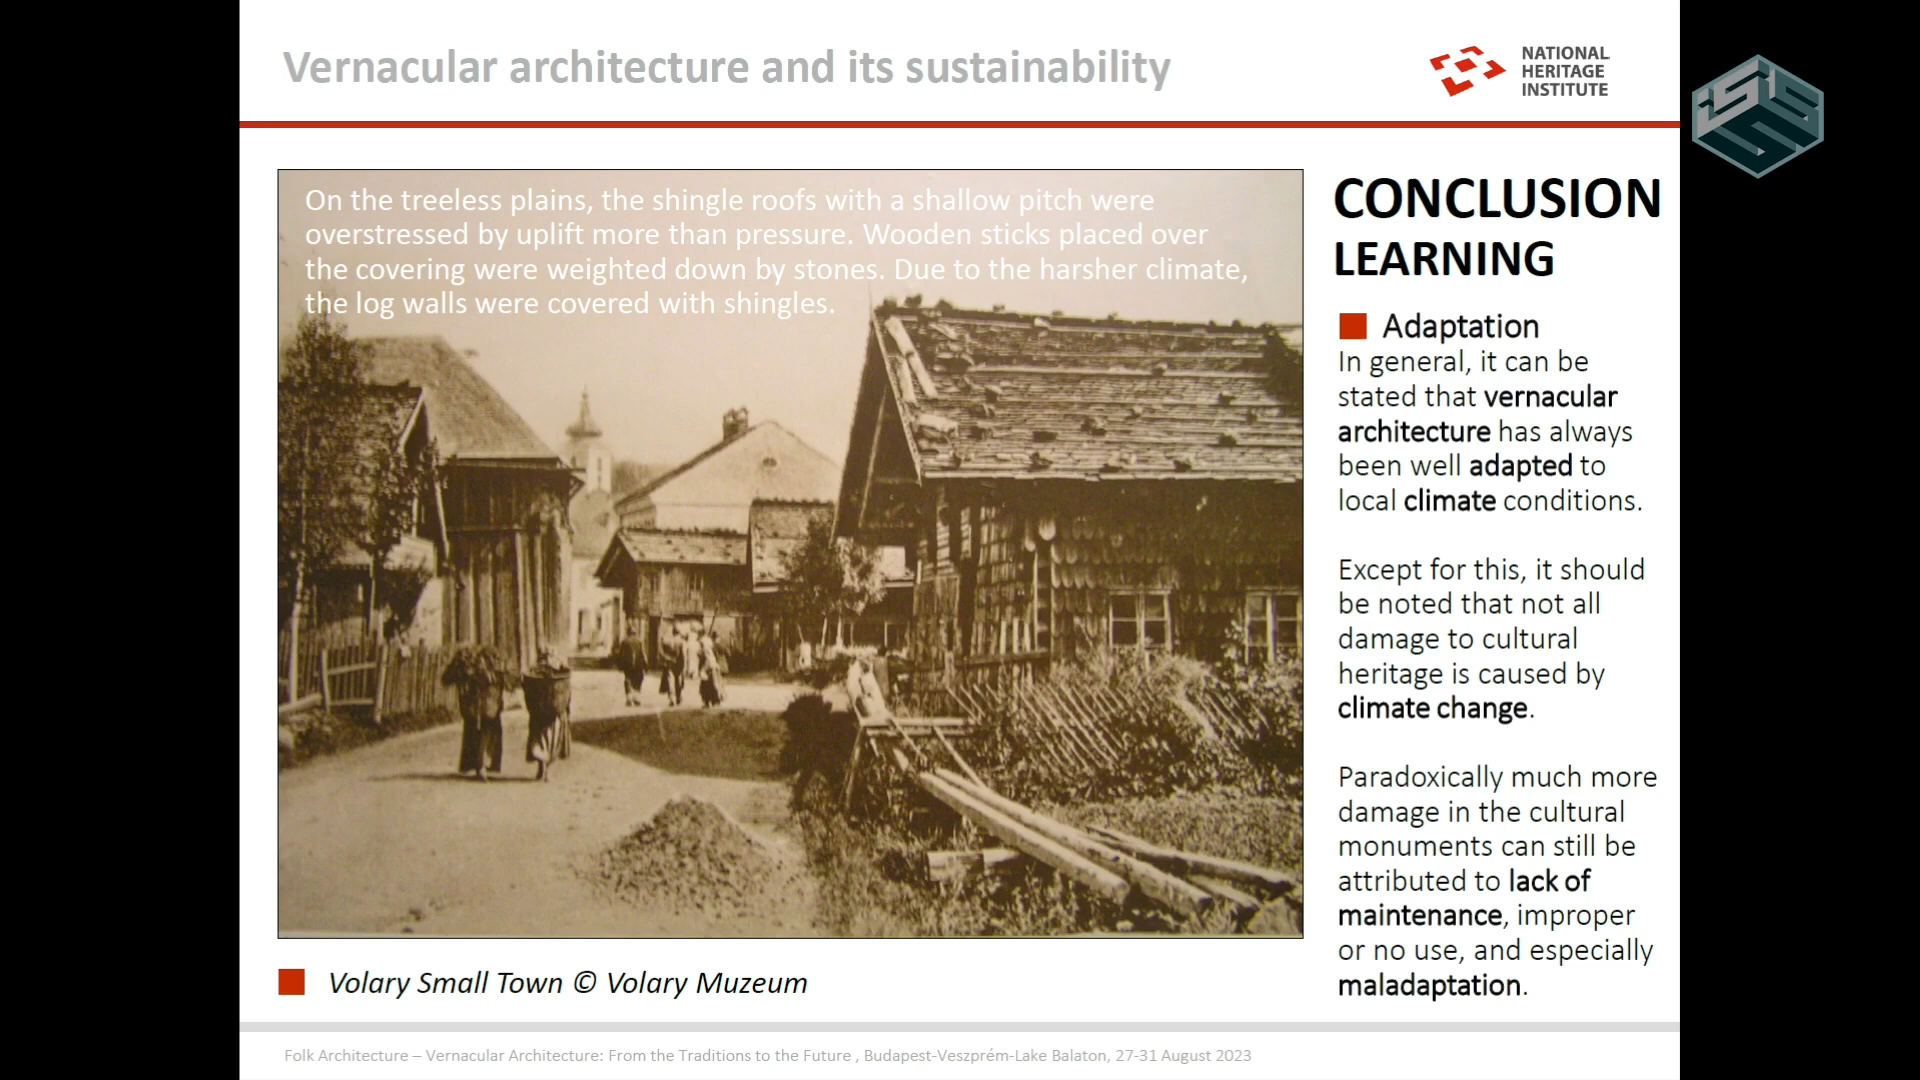 Vernacular architecture and its sustainability
NATIONAL
HERITAGE
INSTITUTE
On the treeless plains, the shingle roofs with a shallow pitch were
overstressed by uplift more than pressure. Wooden sticks placed over
the covering were weighted down by stones. Due to the harsher climate,
the log walls were covered with shingles.
CONCLUSION
LEARNING
Adaptation
In general, it can be
stated that vernacular
architecture has always
been well adapted to
local climate conditions.
Except for this, it should
be noted that not all
damage to cultural
heritage is caused by
climate change.
Paradoxically much more
damage in the cultural
monuments can still be
attributed to lack of
maintenance, improper
or no use, and especially
maladaptation.
Volary Small Town © Volary Muzeum
Folk Architecture – Vernacular Architecture: From the Traditions to the Future , Budapest-Veszprém-Lake Balaton, 27-31 August 2023